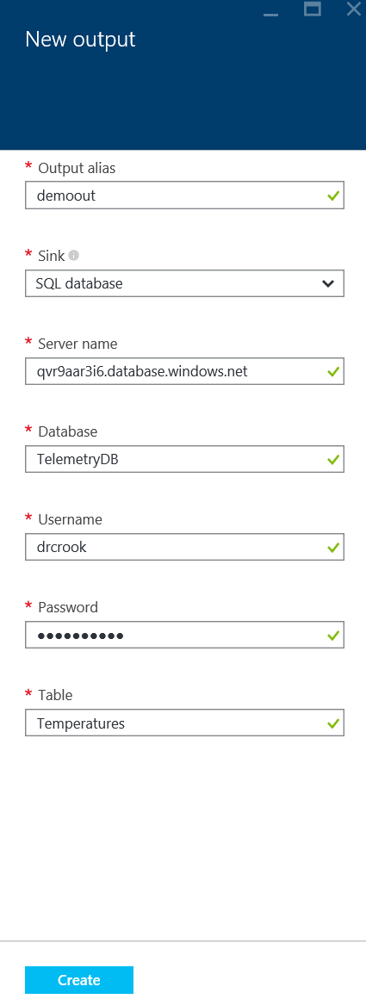 New output
* Output alias
demoout
* Sink
SQL database
* Server name
qvr9aar3i6.database.windows.net
* Database
TelemetryDB
* Username
drcrook
* Password
●●●●●●●●●●
* Table
Temperatures
Create